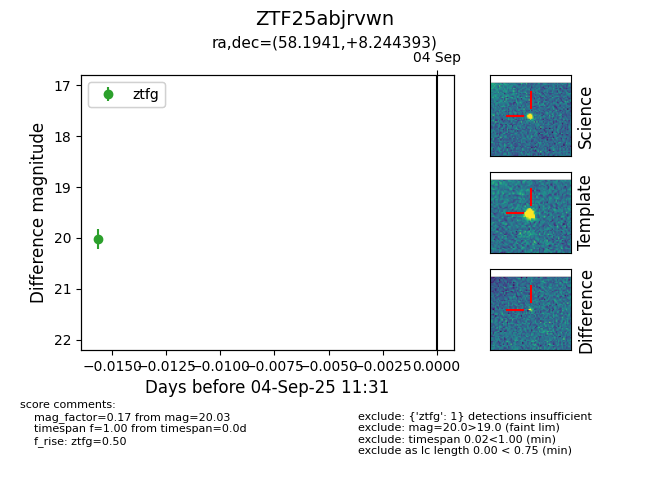 ZTF25abjrvwn
ra,dec=(58.1941,+8.244393)
04 Sep
ztfg
17
18
19
20
21
22
Difference magnitude
−0.0150
−0.0125
−0.0100
−0.0075
−0.0050
−0.0025
0.0000
Days before 04-Sep-25 11:31
Science
Template
Difference
score comments:
mag_factor=0.17 from mag=20.03
timespan f=1.00 from timespan=0.0d
f_rise: ztfg=0.50
exclude: {'ztfg': 1} detections insufficient
exclude: mag=20.0>19.0 (faint lim)
exclude: timespan 0.02<1.00 (min)
exclude as lc length 0.00 < 0.75 (min)